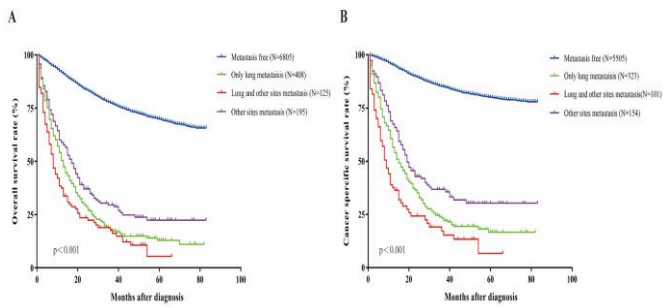 A
Overall survival rate (%)
100
75
50
25
0
0 20 40 60 80 100
Months after diagnosis
p<0.001
Metastasis free (N=6805)
Only lung metastaisis (N=408)
Lung and other sites metastasis (N=125)
Other sites metastasis (N=195)
B
Cancer spercific survival rate (%)
100
75
50
25
0
0 20 40 60 80 100
Months after diagnosis
p<0.001
Metastasis free (N=5505)
Only lung metastaisis (N=323)
Lung and other sites metastasis(N=101)
Other sites metastasis (N=154)